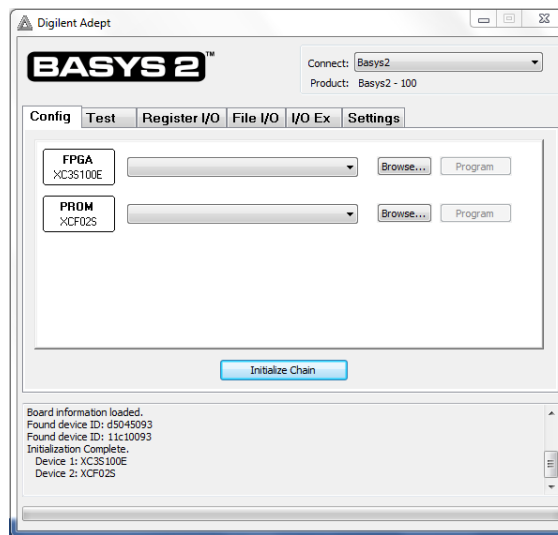 Digilent Adept
BASYS 2™
Connect: Basys2
Product: Basys2 - 100
Config Test Register I/O File I/O I/O Ex Settings
FPGA
XC3S100E
Browse... Program
PROM
XCF02S
Browse... Program
Initialize Chain
Board information loaded.
Found device ID: d5045093
Found device ID: 11c10093
Initialization Complete.
Device 1: XC3S100E
Device 2: XCF02S